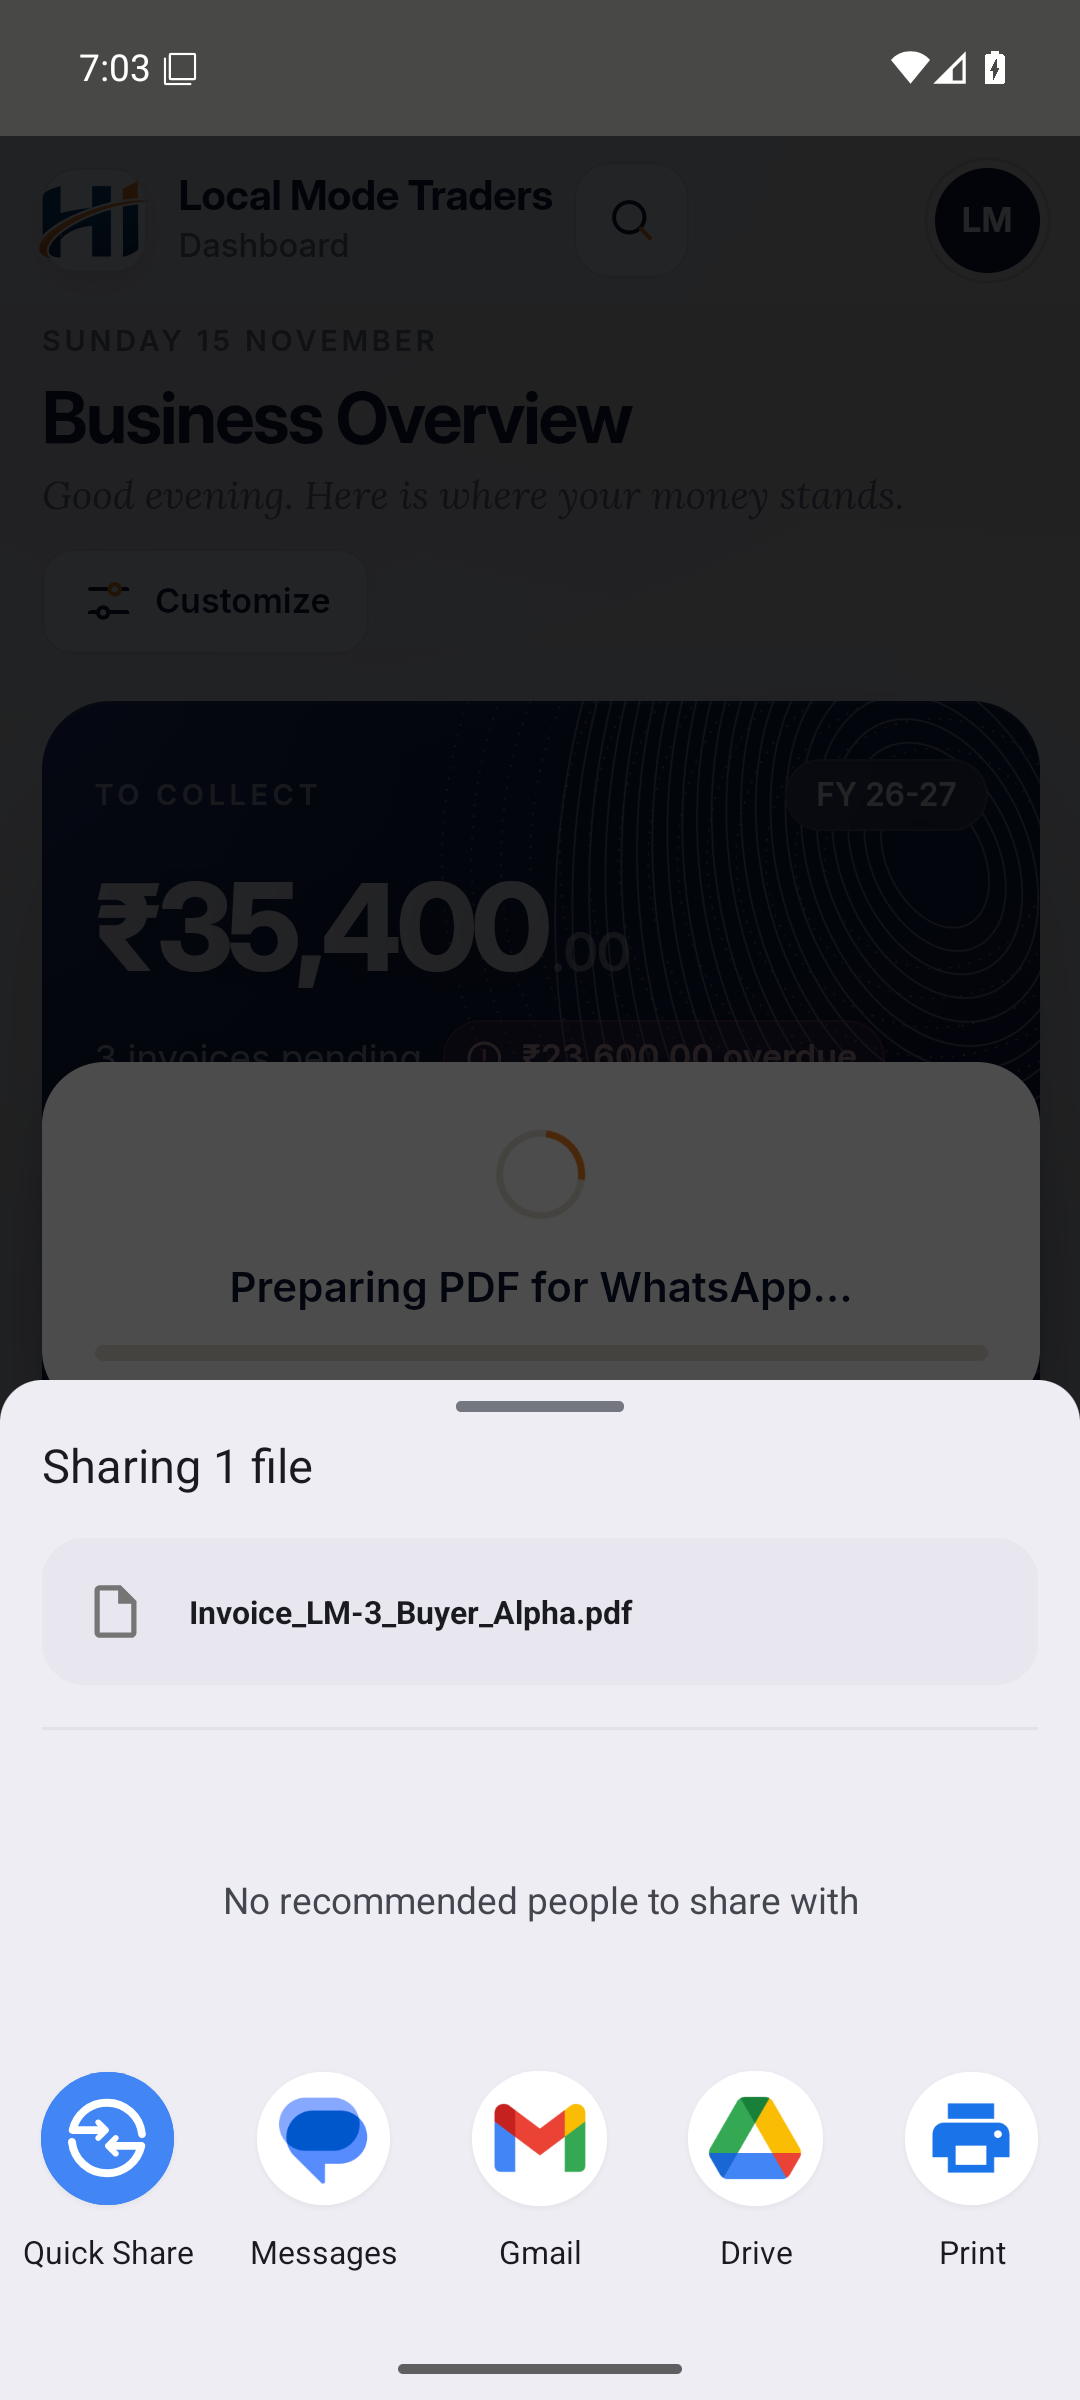 7:03
Hi
Local Mode Traders
Dashboard
LM
SUNDAY 15 NOVEMBER
Business Overview
Good evening. Here is where your money stands.
Customize
TO COLLECT
FY 26-27
₹35,400.00
3 invoices pending
₹23,600.00 overdue
Preparing PDF for WhatsApp...
Sharing 1 file
Invoice_LM-3_Buyer_Alpha.pdf
No recommended people to share with
Quick Share
Messages
Gmail
Drive
Print